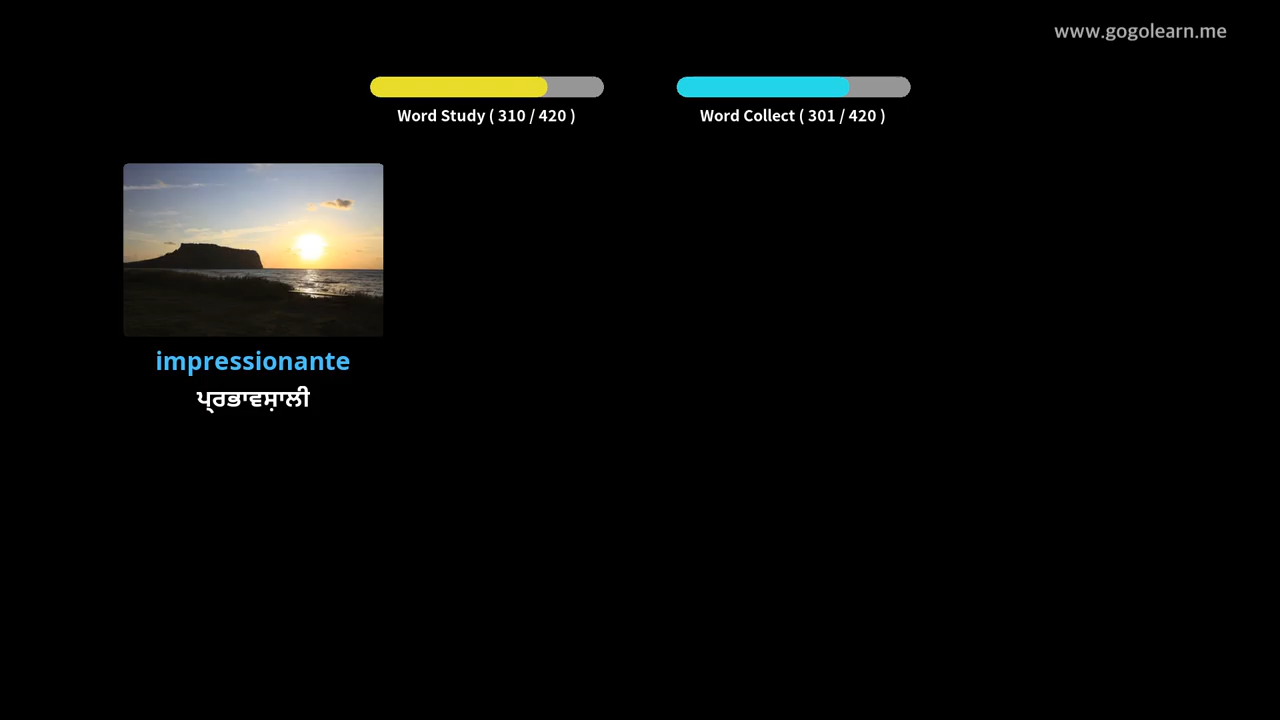 www.gogolearn.me
Word Study ( 310 / 420 )
Word Collect ( 301 / 420 )
impressionante
ਪ੍ਰਭਾਵਸ਼ਾਲੀ